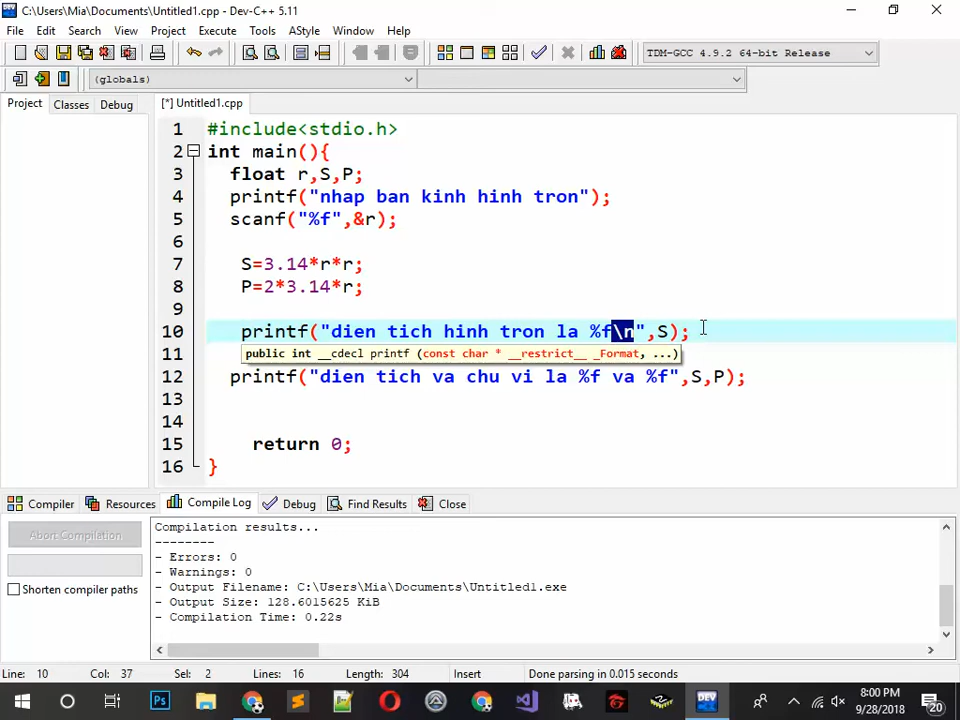 C:\Users\Mia\Documents\Untitled1.cpp - Dev-C++ 5.11
File Edit Search View Project Execute Tools AStyle Window Help
TDM-GCC 4.9.2 64-bit Release
(globals)
Project Classes Debug [*] Untitled1.cpp
1 #include<stdio.h>
2 int main(){
3 float r,S,P;
4 printf("nhap ban kinh hinh tron");
5 scanf("%f",&r);
6
7 S=3.14*r*r;
8 P=2*3.14*r;
9
10 printf("dien tich hinh tron la %f\n",S);
11 public int __cdecl printf (const char * __restrict__ _Format, ...)
12 printf("dien tich va chu vi la %f va %f",S,P);
13
14
15 return 0;
16 }
Compiler Resources Compile Log Debug Find Results Close
Abort Compilation
Shorten compiler paths
Compilation results...
--------
- Errors: 0
- Warnings: 0
- Output Filename: C:\Users\Mia\Documents\Untitled1.exe
- Output Size: 128.6015625 KiB
- Compilation Time: 0.22s
Line: 10 Col: 37 Sel: 2 Lines: 16 Length: 304 Insert Done parsing in 0.015 seconds
Ps
DEV
8:00 PM
9/28/2018
20